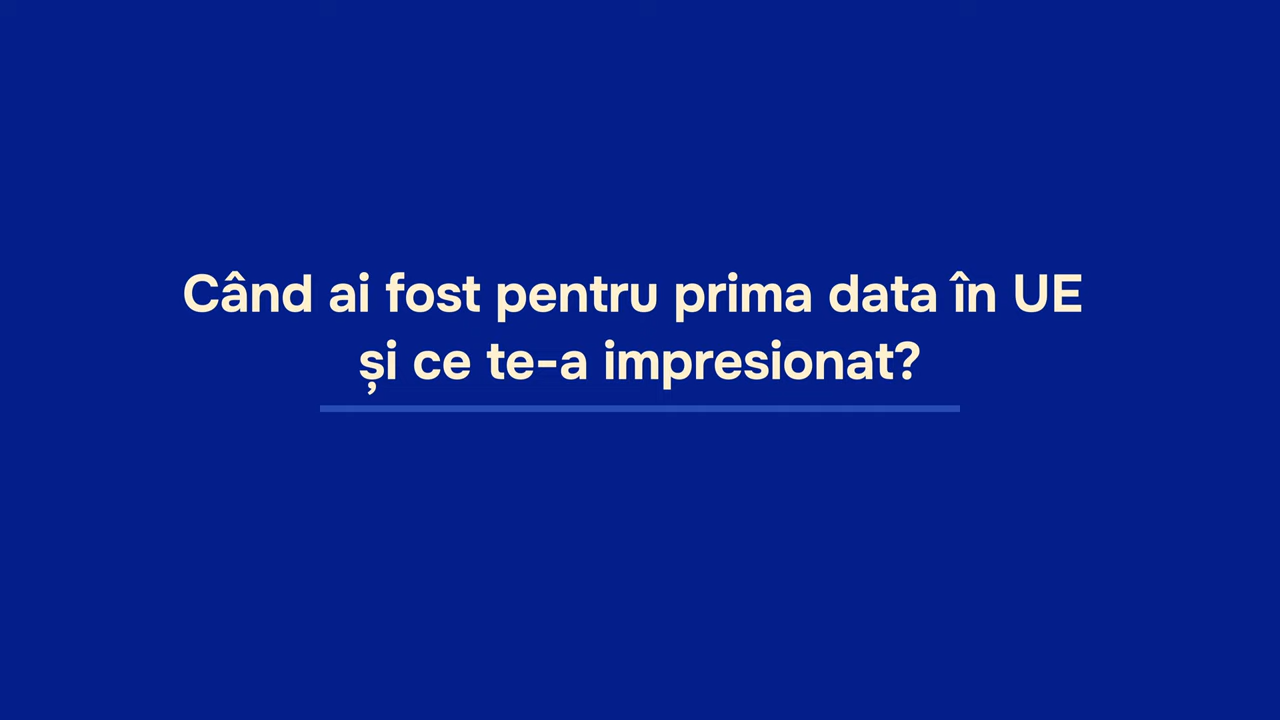 Când ai fost pentru prima data în UE
și ce te-a impresionat?